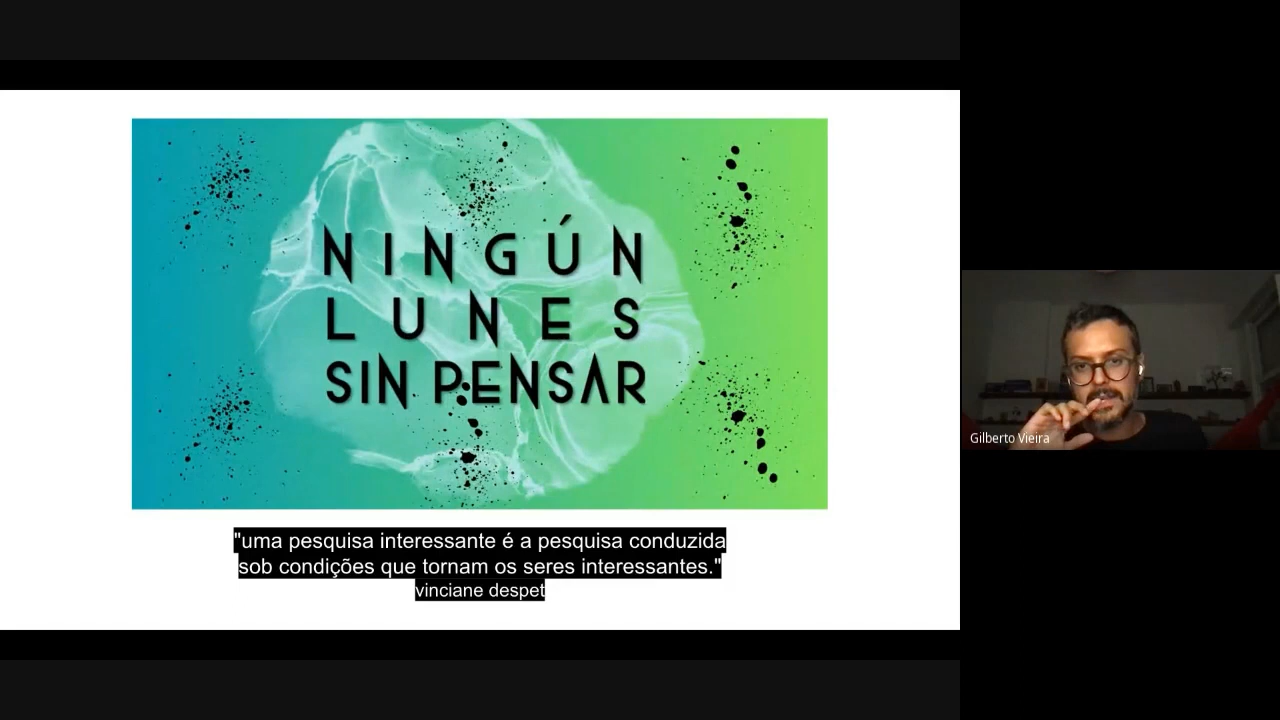 NINGÚN
LUNES
SIN PENSAR
"uma pesquisa interessante é a pesquisa conduzida
sob condições que tornam os seres interessantes."
vinciane despet
Gilberto Vieira